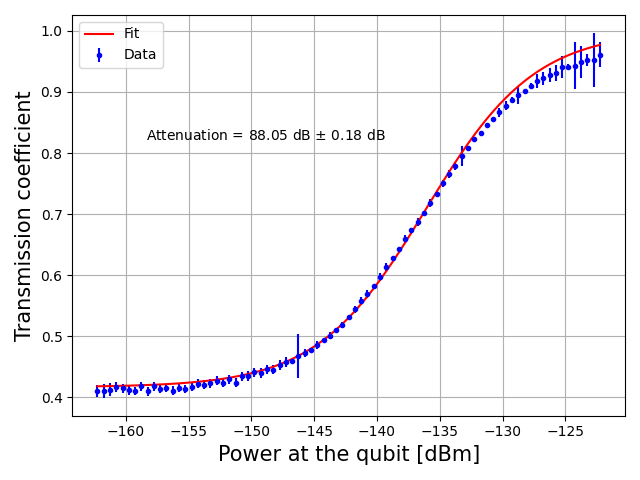 Fit
Data
Attenuation = 88.05 dB ± 0.18 dB
Transmission coefficient
1.0
0.9
0.8
0.7
0.6
0.5
0.4
−160 −155 −150 −145 −140 −135 −130 −125
Power at the qubit [dBm]